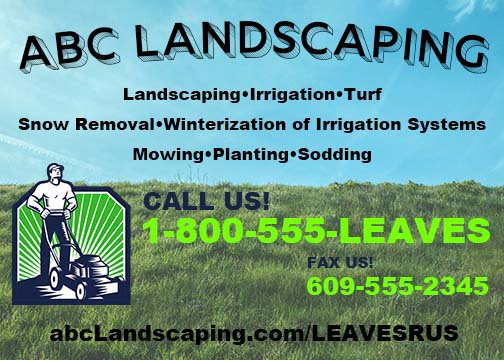 ABC LANDSCAPING
Landscaping•Irrigation•Turf
Snow Removal•Winterization of Irrigation Systems
Mowing•Planting•Sodding
CALL US!
1-800-555-LEAVES
FAX US!
609-555-2345
abcLandscaping.com/LEAVESRUS